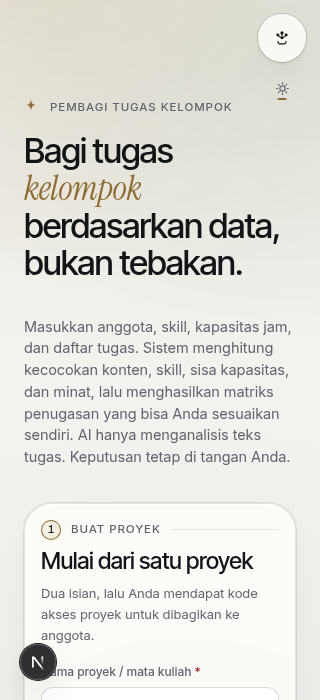 PEMBAGI TUGAS KELOMPOK
Bagi tugas
kelompok
berdasarkan data,
bukan tebakan.
Masukkan anggota, skill, kapasitas jam,
dan daftar tugas. Sistem menghitung
kecocokan konten, skill, sisa kapasitas,
dan minat, lalu menghasilkan matriks
penugasan yang bisa Anda sesuaikan
sendiri. AI hanya menganalisis teks
tugas. Keputusan tetap di tangan Anda.
1 BUAT PROYEK
Mulai dari satu proyek
Dua isian, lalu Anda mendapat kode
akses proyek untuk dibagikan ke
anggota.
N
proyek / mata kuliah *